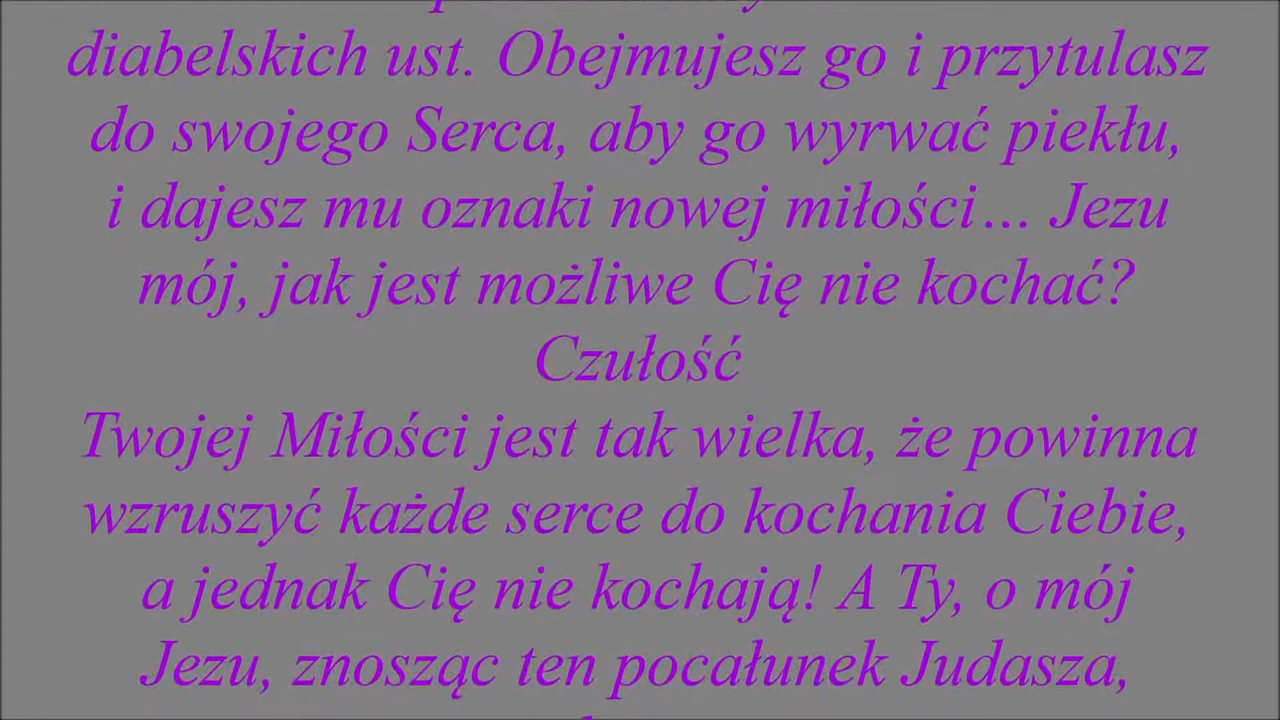 diabelskich ust. Obejmujesz go i przytulasz
do swojego Serca, aby go wyrwać piekłu,
i dajesz mu oznaki nowej miłości… Jezu
mój, jak jest możliwe Cię nie kochać?
Czułość
Twojej Miłości jest tak wielka, że powinna
wzruszyć każde serce do kochania Ciebie,
a jednak Cię nie kochają! A Ty, o mój
Jezu, znosząc ten pocałunek Judasza,